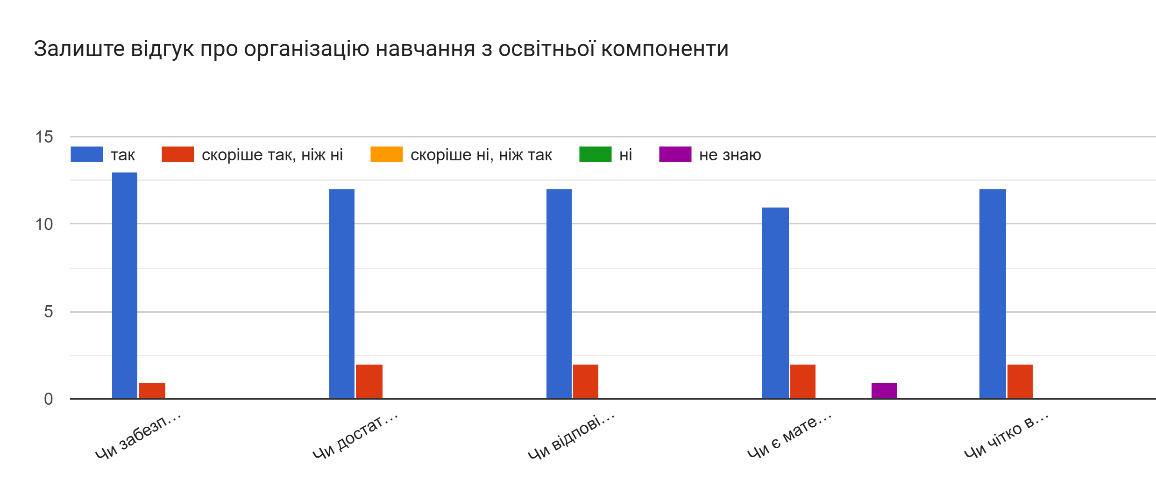 Залиште відгук про організацію навчання з освітньої компоненти
15
так скоріше так, ніж ні скоріше ні, ніж так ні не знаю
10
5
0
Чи забезп… Чи достат… Чи відпові… Чи є мате… Чи чітко в…